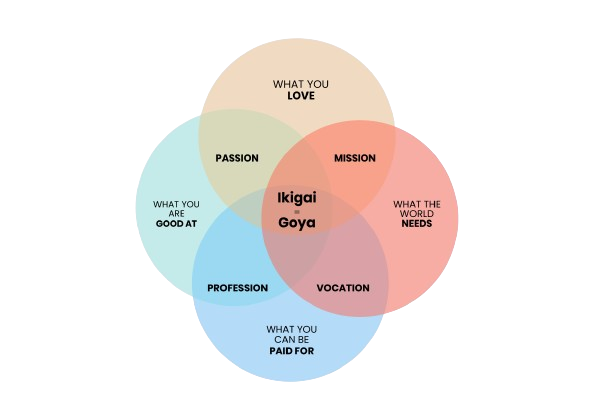 WHAT YOU
LOVE
PASSION
MISSION
WHAT YOU
ARE
GOOD AT
Ikigai
=
Goya
WHAT THE
WORLD
NEEDS
PROFESSION
VOCATION
WHAT YOU
CAN BE
PAID FOR